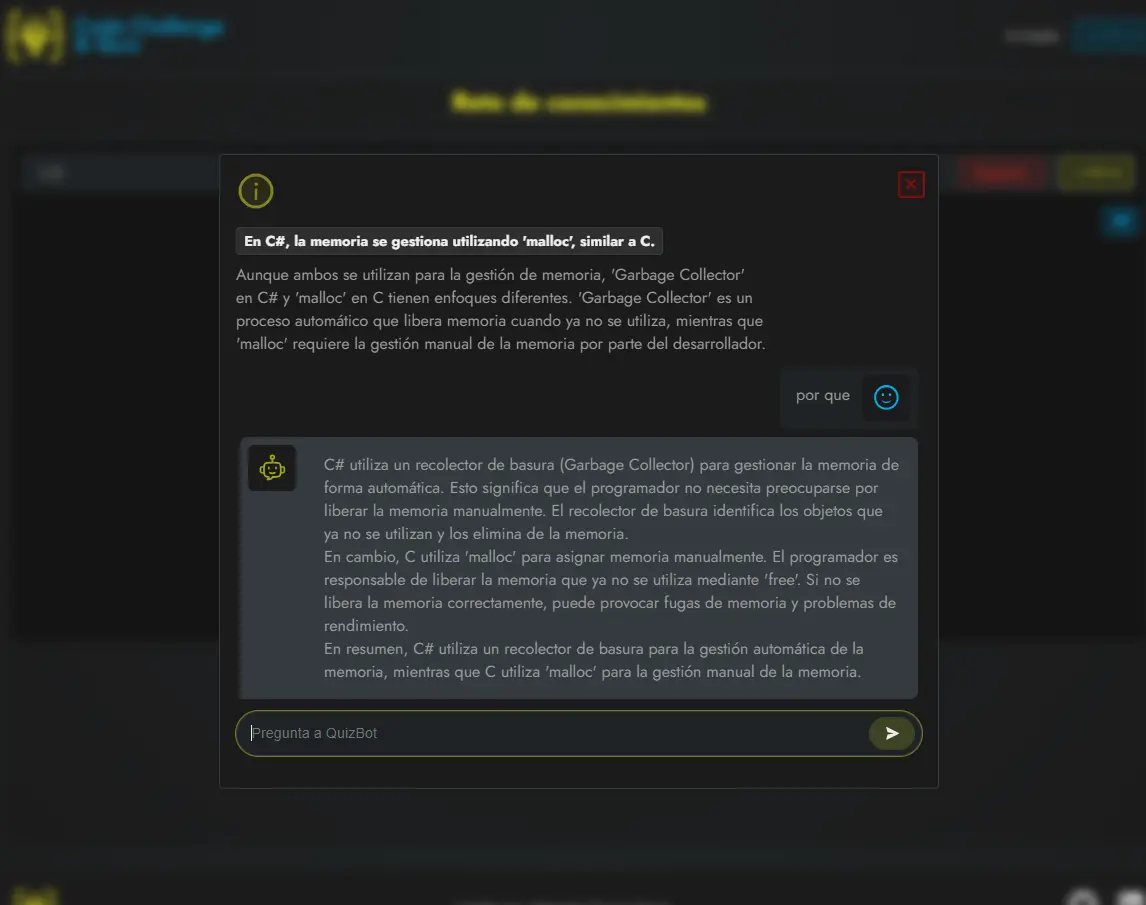 Reto de conocimientos
En C#, la memoria se gestiona utilizando 'malloc', similar a C.
Aunque ambos se utilizan para la gestión de memoria, 'Garbage Collector'
en C# y 'malloc' en C tienen enfoques diferentes. 'Garbage Collector' es un
proceso automático que libera memoria cuando ya no se utiliza, mientras que
'malloc' requiere la gestión manual de la memoria por parte del desarrollador.
por que
C# utiliza un recolector de basura (Garbage Collector) para gestionar la memoria de
forma automática. Esto significa que el programador no necesita preocuparse por
liberar la memoria manualmente. El recolector de basura identifica los objetos que
ya no se utilizan y los elimina de la memoria.
En cambio, C utiliza 'malloc' para asignar memoria manualmente. El programador es
responsable de liberar la memoria que ya no se utiliza mediante 'free'. Si no se
libera la memoria correctamente, puede provocar fugas de memoria y problemas de
rendimiento.
En resumen, C# utiliza un recolector de basura para la gestión automática de la
memoria, mientras que C utiliza 'malloc' para la gestión manual de la memoria.
Pregunta a QuizBot